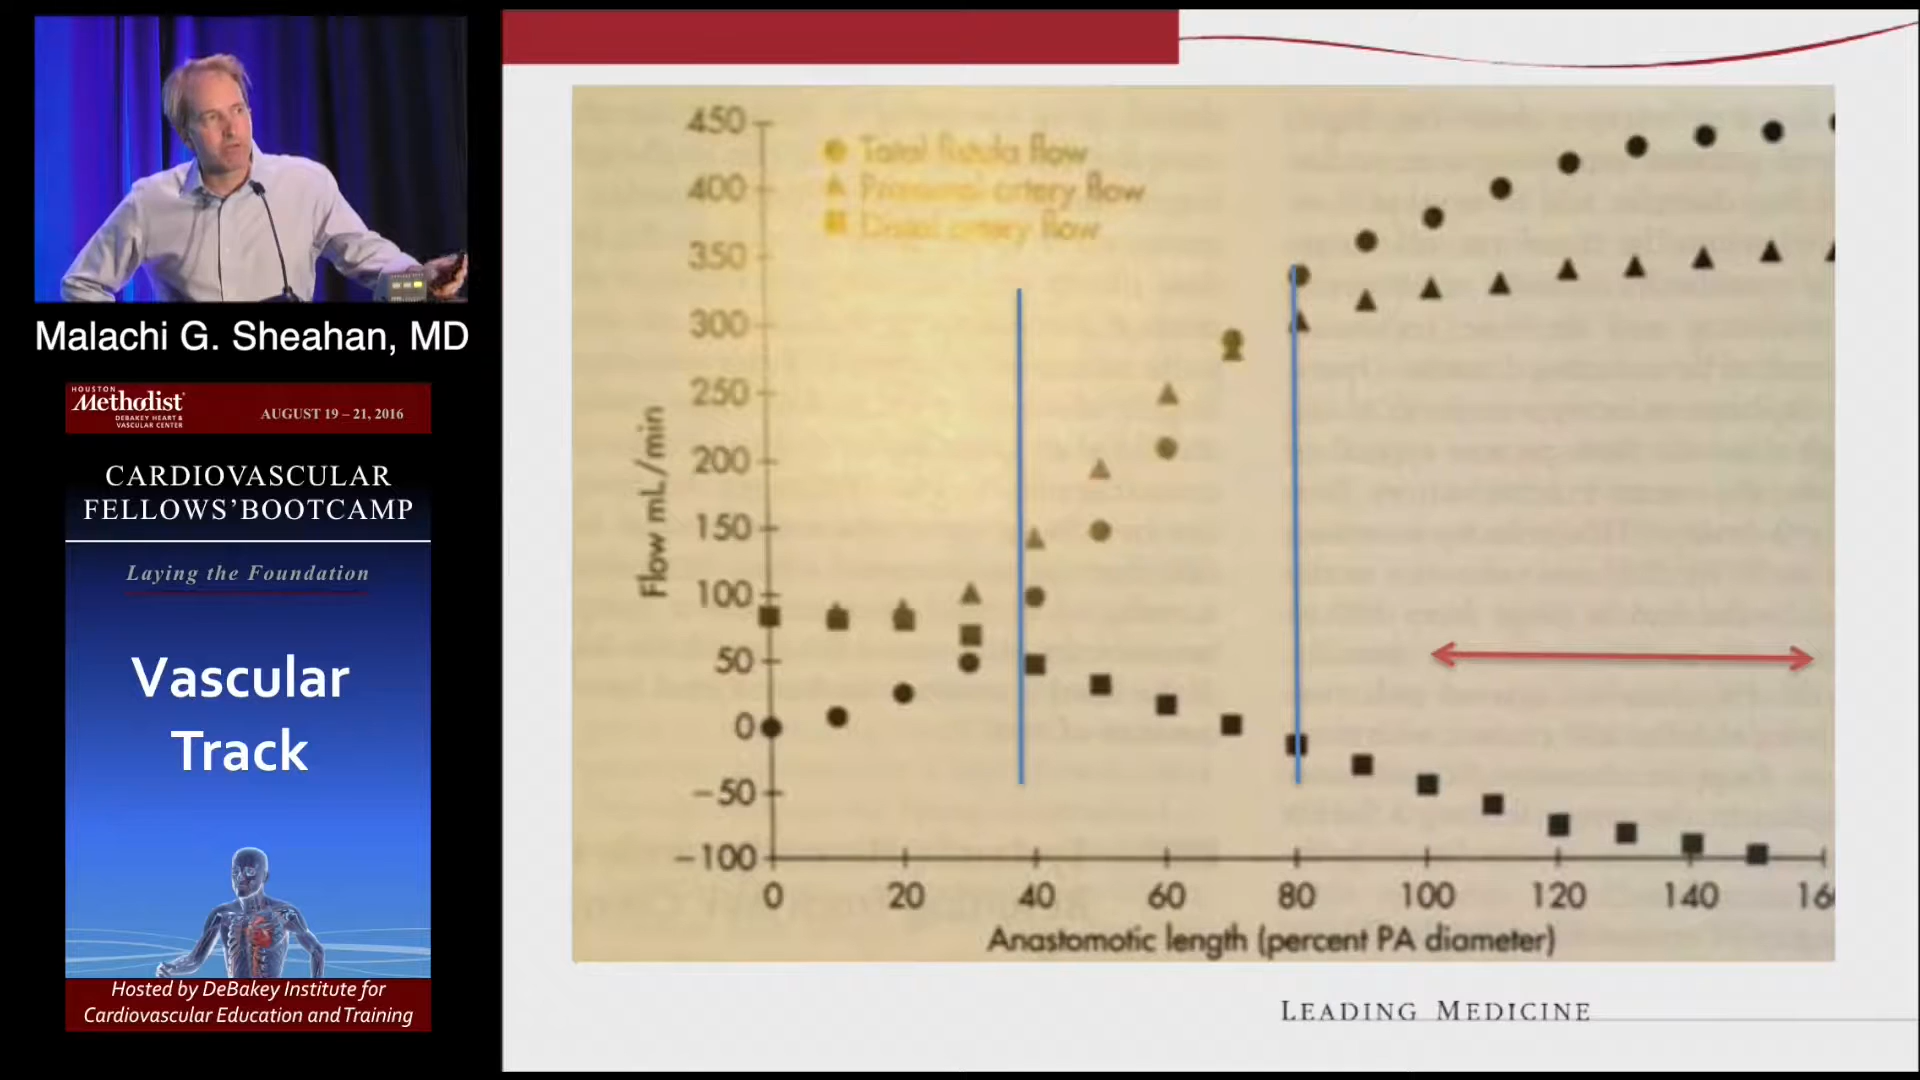 Malachi G. Sheahan, MD
HOUSTON
Methodist
DEBAKEY HEART &
VASCULAR CENTER
AUGUST 19 – 21, 2016
CARDIOVASCULAR
FELLOWS'BOOTCAMP
Laying the Foundation
Vascular
Track
Hosted by DeBakey Institute for
Cardiovascular Education and Training
Total fistula flow
Proximal artery flow
Distal artery flow
Flow mL/min
450
400
350
300
250
200
150
100
50
0
−50
−100
0 20 40 60 80 100 120 140 16
Anastomotic length (percent PA diameter)
LEADING MEDICINE